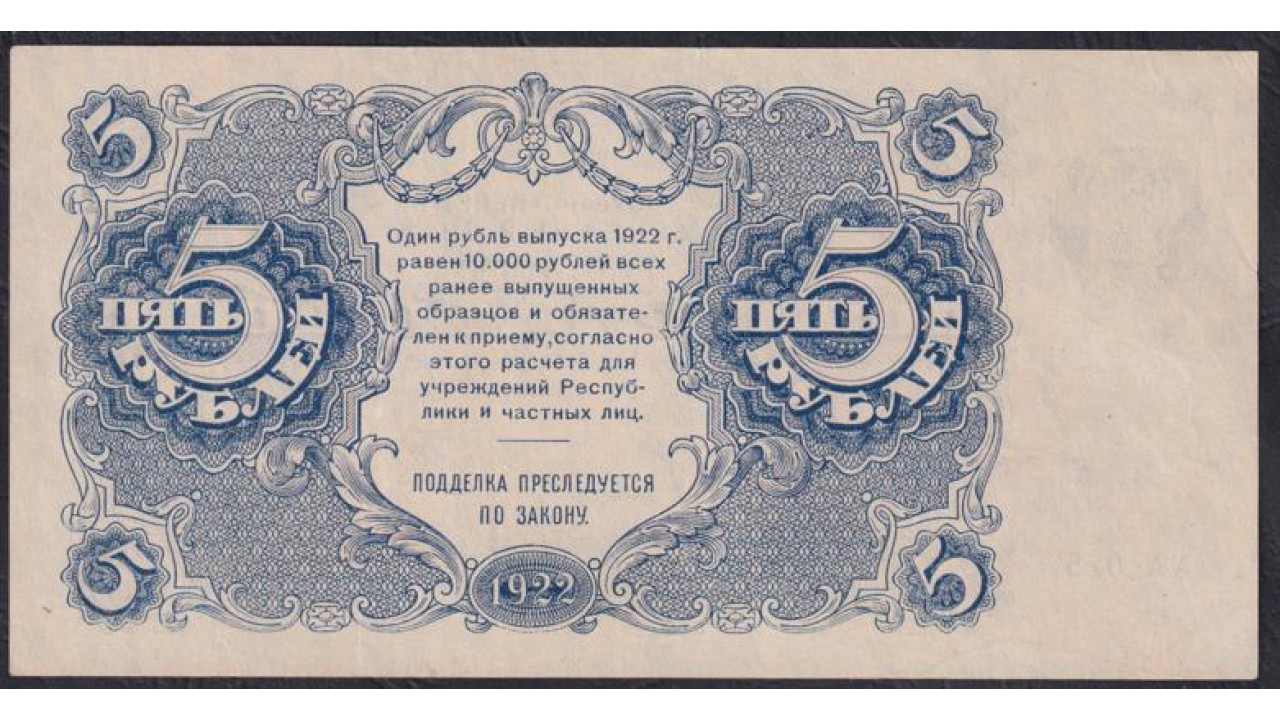 5
5
5
ПЯТЬ
РУБЛЕЙ
Один рубль выпуска 1922 г.
равен 10.000 рублей всех
ранее выпущенных
образцов и обязате-
лен к приему, согласно
этого расчета для
учреждений Респуб-
лики и частных лиц.
ПОДДЕЛКА ПРЕСЛЕДУЕТСЯ
ПО ЗАКОНУ.
5
ПЯТЬ
РУБЛЕЙ
5
1922
5